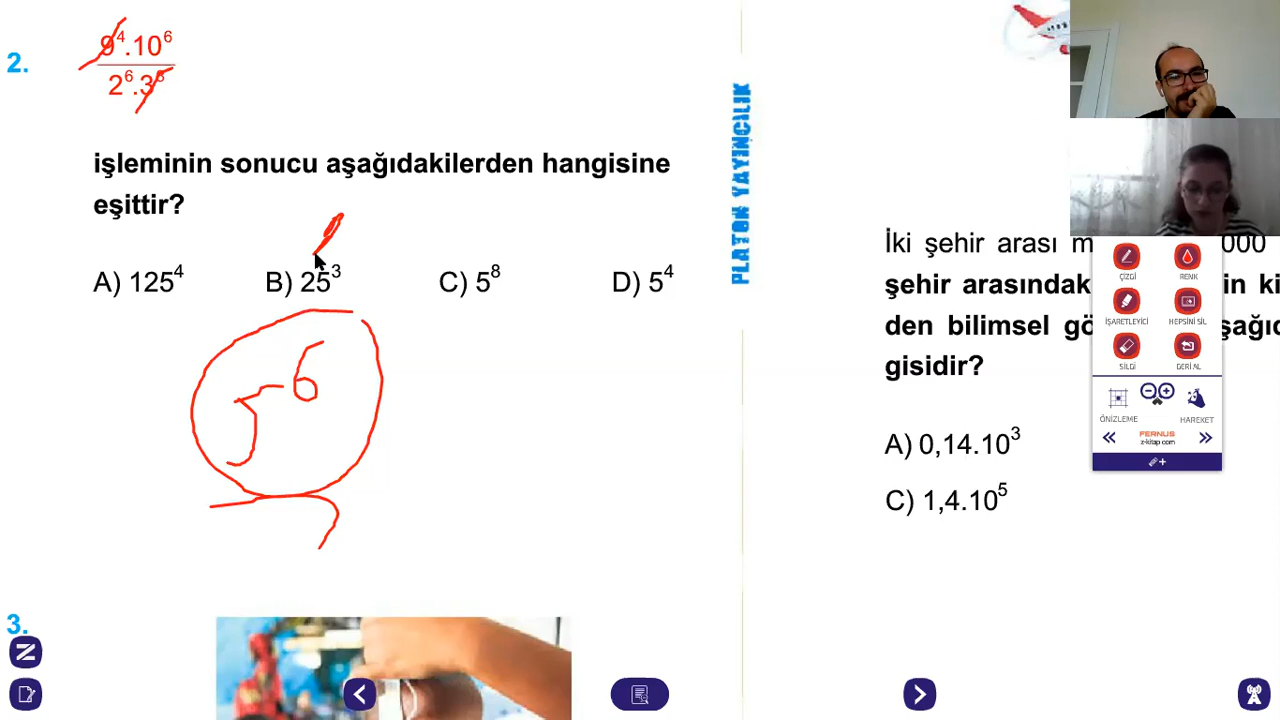 2.
9⁴.10⁶
2⁶.3⁸
işleminin sonucu aşağıdakilerden hangisine
eşittir?
A) 125⁴ B) 25³ C) 5⁸ D) 5⁴
5⁶
3.
PLATON YAYINCILIK
İki şehir arası m 000
şehir arasındak in ki
den bilimsel gö şağıd
gisidir?
A) 0,14.10³
C) 1,4.10⁵
ÇİZGİ RENK
İŞARETLEYİCİ HEPSİNİ SİL
SİLGİ GERİ AL
ÖNİZLEME HAREKET
FERNUS
z-kitap com